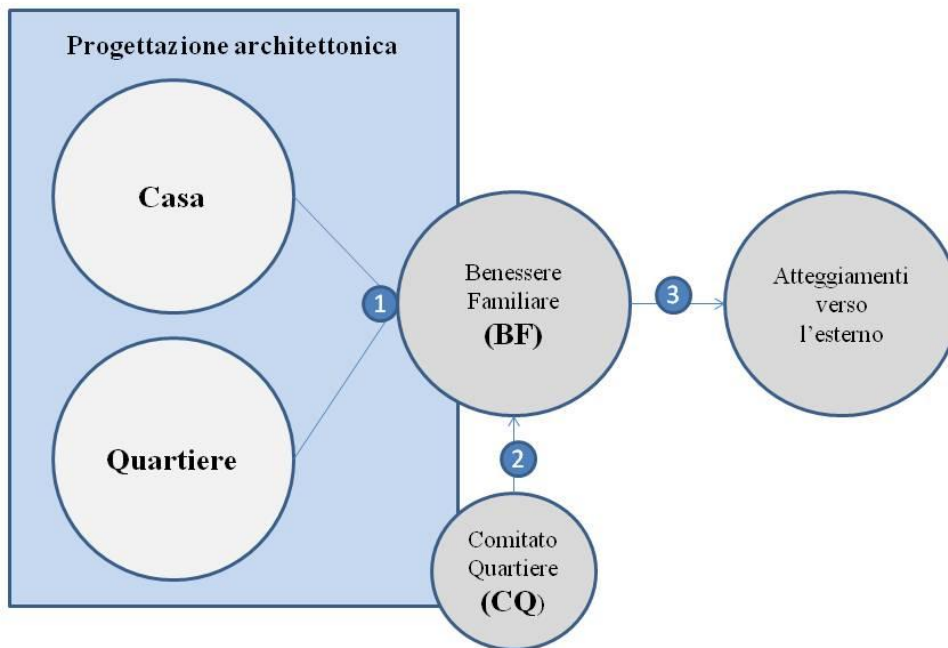 Progettazione architettonica
Casa
Quartiere
1
Benessere
Familiare
(BF)
3
Atteggiamenti
verso
l’esterno
2
Comitato
Quartiere
(CQ)